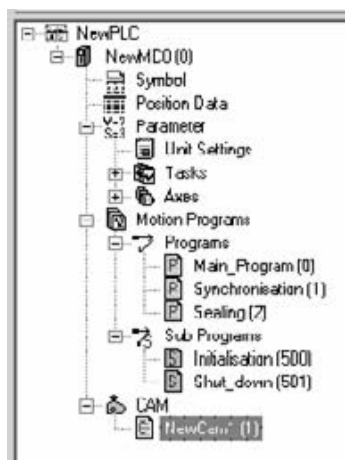 NewPLC
NewMC0 (0)
Symbol
Position Data
Parameter
Unit Settings
Tasks
Axes
Motion Programs
Programs
Main_Program (0)
Synchronisation (1)
Sealing (2)
Sub Programs
Initialisation (500)
Shut_down (501)
CAM
NewCam* (1)